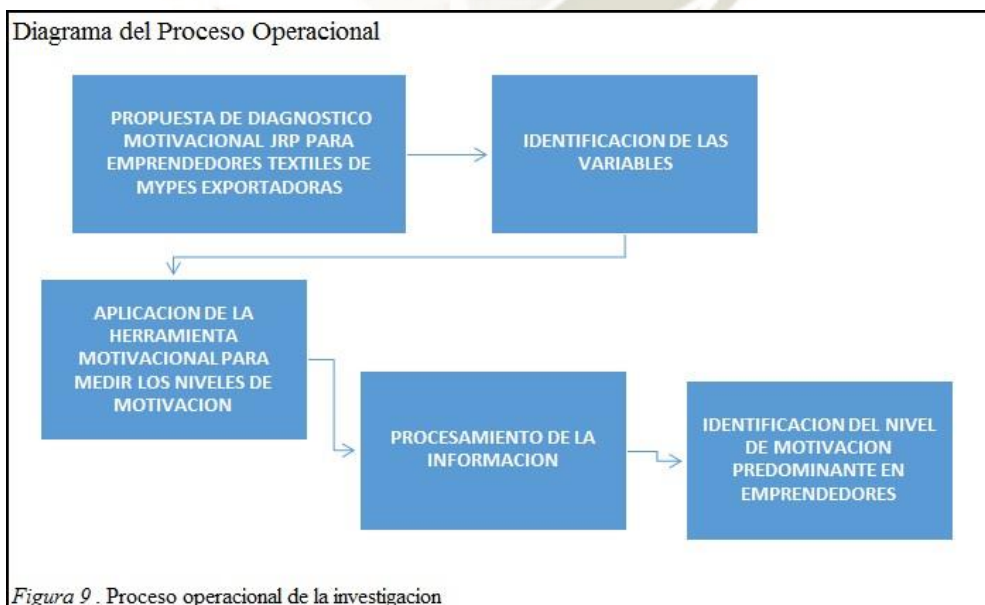 Diagrama del Proceso Operacional
PROPUESTA DE DIAGNOSTICO
MOTIVACIONAL JRP PARA
EMPRENDEDORES TEXTILES DE
MYPES EXPORTADORAS
IDENTIFICACION DE LAS
VARIABLES
APLICACION DE LA
HERRAMIENTA
MOTIVACIONAL PARA
MEDIR LOS NIVELES DE
MOTIVACION
PROCESAMIENTO DE LA
INFORMACION
IDENTIFICACION DEL NIVEL
DE MOTIVACION
PREDOMINANTE EN
EMPRENDEDORES
Figura 9 . Proceso operacional de la investigacion